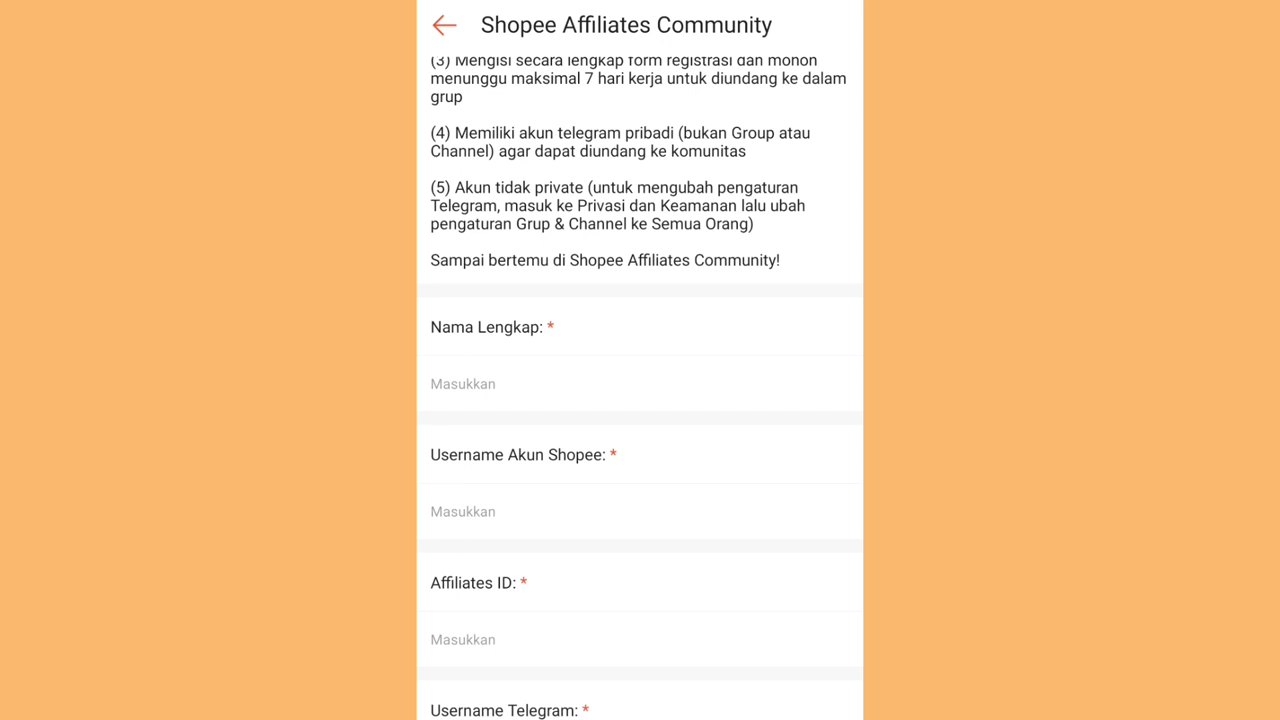 Shopee Affiliates Community
(3) Mengisi secara lengkap form registrasi dan mohon
menunggu maksimal 7 hari kerja untuk diundang ke dalam
grup
(4) Memiliki akun telegram pribadi (bukan Group atau
Channel) agar dapat diundang ke komunitas
(5) Akun tidak private (untuk mengubah pengaturan
Telegram, masuk ke Privasi dan Keamanan lalu ubah
pengaturan Grup & Channel ke Semua Orang)
Sampai bertemu di Shopee Affiliates Community!
Nama Lengkap: *
Masukkan
Username Akun Shopee: *
Masukkan
Affiliates ID: *
Masukkan
Username Telegram: *